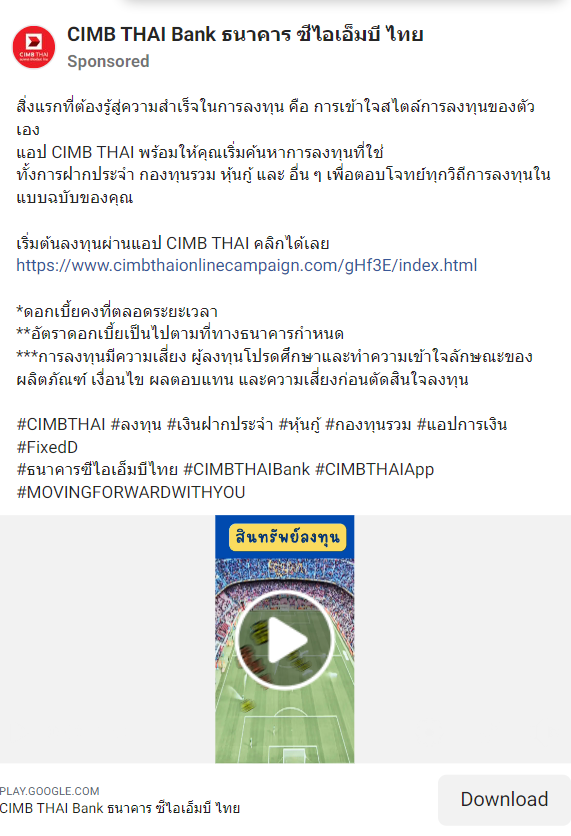 CIMB THAI Bank ธนาคาร ซีไอเอ็มบี ไทย
Sponsored
CIMB THAI
สิ่งแรกที่ต้องรู้สู่ความสำเร็จในการลงทุน คือ การเข้าใจสไตล์การลงทุนของตัว
เอง
แอป CIMB THAI พร้อมให้คุณเริ่มค้นหาการลงทุนที่ใช่
ทั้งการฝากประจำ กองทุนรวม หุ้นกู้ และ อื่น ๆ เพื่อตอบโจทย์ทุกวิถีการลงทุนใน
แบบฉบับของคุณ
เริ่มต้นลงทุนผ่านแอป CIMB THAI คลิกได้เลย
https://www.cimbthaionlinecampaign.com/gHf3E/index.html
*ดอกเบี้ยคงที่ตลอดระยะเวลา
**อัตราดอกเบี้ยเป็นไปตามที่ทางธนาคารกำหนด
***การลงทุนมีความเสี่ยง ผู้ลงทุนโปรดศึกษาและทำความเข้าใจลักษณะของ
ผลิตภัณฑ์ เงื่อนไข ผลตอบแทน และความเสี่ยงก่อนตัดสินใจลงทุน
#CIMBTHAI #ลงทุน #เงินฝากประจำ #หุ้นกู้ #กองทุนรวม #แอปการเงิน
#FixedD
#ธนาคารซีไอเอ็มบีไทย #CIMBTHAIBank #CIMBTHAIApp
#MOVINGFORWARDWITHYOU
สินทรัพย์ลงทุน
PLAY.GOOGLE.COM
CIMB THAI Bank ธนาคาร ซีไอเอ็มบี ไทย
Download